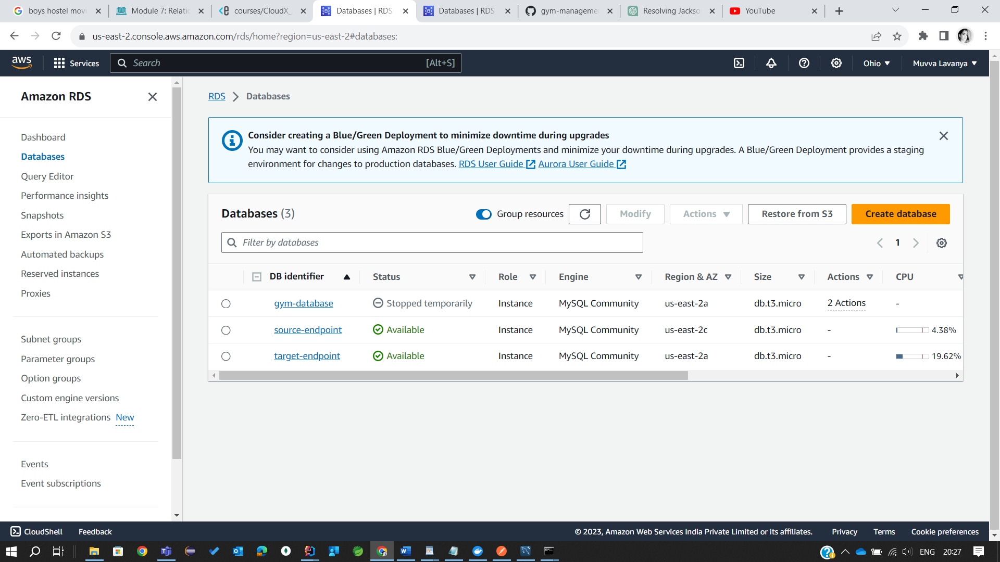 boys hostel movi
Module 7: Relatio
courses/CloudX_
Databases | RDS
Databases | RDS
gym-managemen
Resolving Jackso
YouTube
us-east-2.console.aws.amazon.com/rds/home?region=us-east-2#databases:
aws
Services
Search
[Alt+S]
Ohio
Muvva Lavanya
Amazon RDS
Dashboard
Databases
Query Editor
Performance insights
Snapshots
Exports in Amazon S3
Automated backups
Reserved instances
Proxies
Subnet groups
Parameter groups
Option groups
Custom engine versions
Zero-ETL integrations New
Events
Event subscriptions
RDS
Databases
Consider creating a Blue/Green Deployment to minimize downtime during upgrades
You may want to consider using Amazon RDS Blue/Green Deployments and minimize your downtime during upgrades. A Blue/Green Deployment provides a staging
environment for changes to production databases. RDS User Guide Aurora User Guide
Databases (3)
Group resources
Modify
Actions
Restore from S3
Create database
Filter by databases
1
DB identifier Status Role Engine Region & AZ Size Actions CPU
gym-database Stopped temporarily Instance MySQL Community us-east-2a db.t3.micro 2 Actions -
source-endpoint Available Instance MySQL Community us-east-2c db.t3.micro - 4.38%
target-endpoint Available Instance MySQL Community us-east-2a db.t3.micro - 19.62%
CloudShell
Feedback
© 2023, Amazon Web Services India Private Limited or its affiliates.
Privacy
Terms
Cookie preferences
ENG
20:27